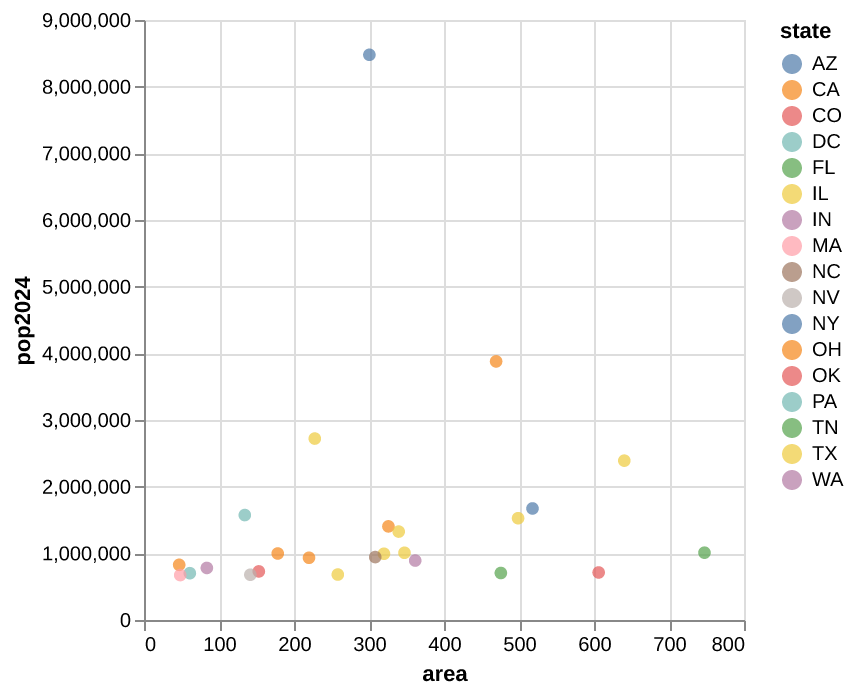 9,000,000
8,000,000
7,000,000
6,000,000
5,000,000
4,000,000
3,000,000
2,000,000
1,000,000
0
pop2024
0 100 200 300 400 500 600 700 800
area
state
AZ
CA
CO
DC
FL
IL
IN
MA
NC
NV
NY
OH
OK
PA
TN
TX
WA